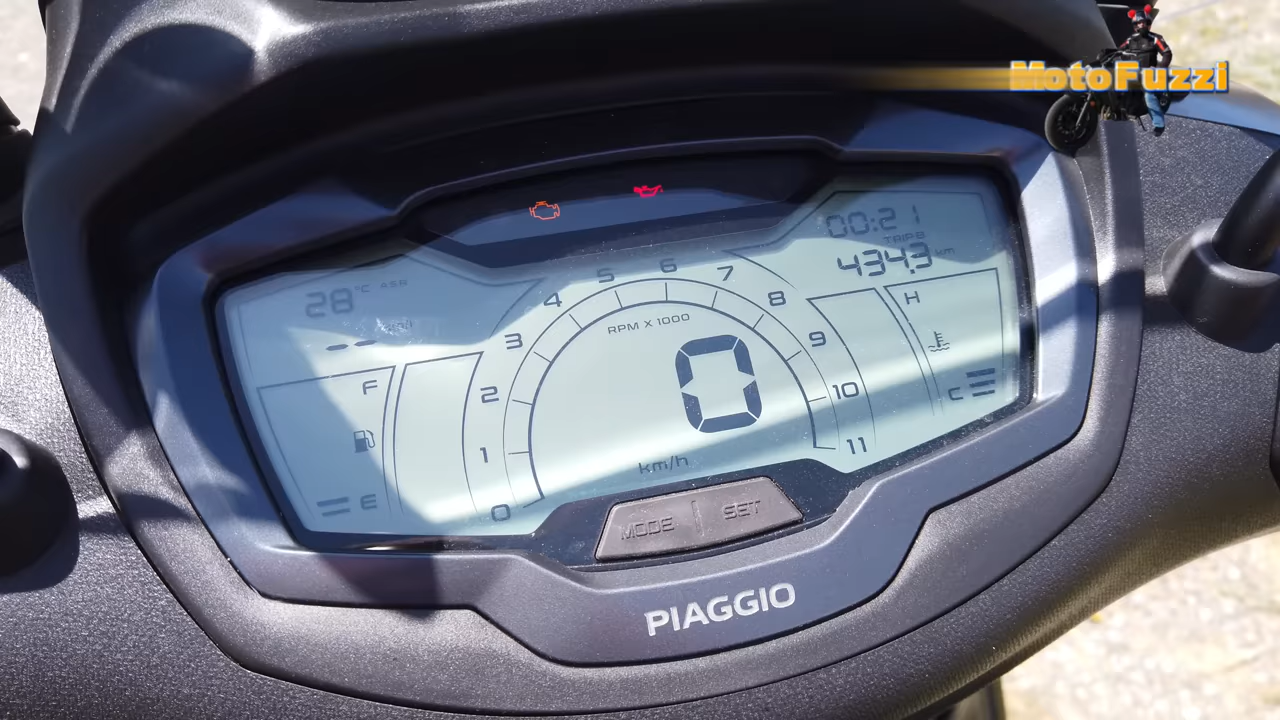 MotoFuzzi
00:21
TRIP B
434.3 km
28 °C ASR
-- km/l
5 6 7
4 8
3 9
2 10
1 11
0
RPM X 1000
0
km/h
F
E
H
C
MODE | SET
PIAGGIO